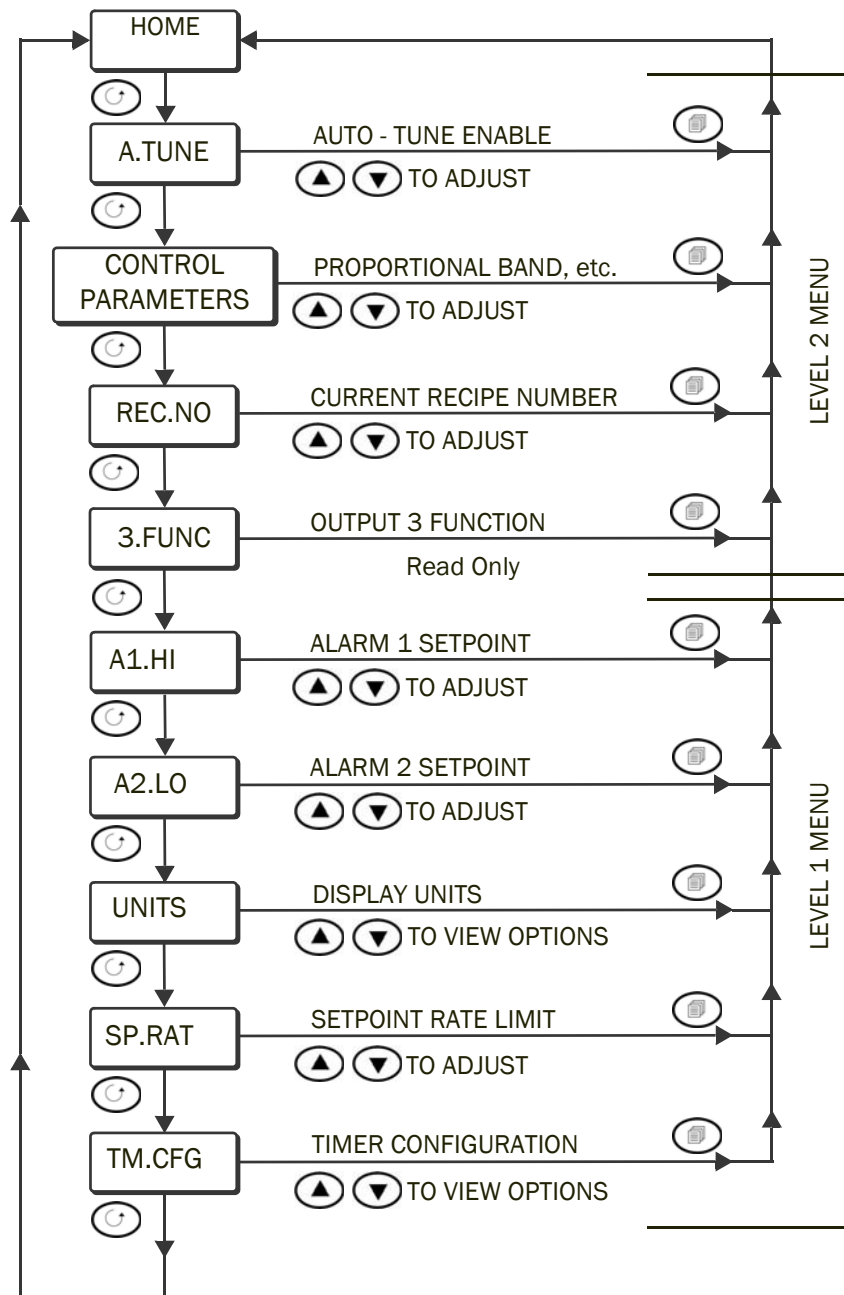 HOME
A.TUNE
AUTO - TUNE ENABLE
TO ADJUST
CONTROL
PARAMETERS
PROPORTIONAL BAND, etc.
TO ADJUST
REC.NO
CURRENT RECIPE NUMBER
TO ADJUST
3.FUNC
OUTPUT 3 FUNCTION
Read Only
LEVEL 2 MENU
A1.HI
ALARM 1 SETPOINT
TO ADJUST
A2.LO
ALARM 2 SETPOINT
TO ADJUST
UNITS
DISPLAY UNITS
TO VIEW OPTIONS
SP.RAT
SETPOINT RATE LIMIT
TO ADJUST
TM.CFG
TIMER CONFIGURATION
TO VIEW OPTIONS
LEVEL 1 MENU